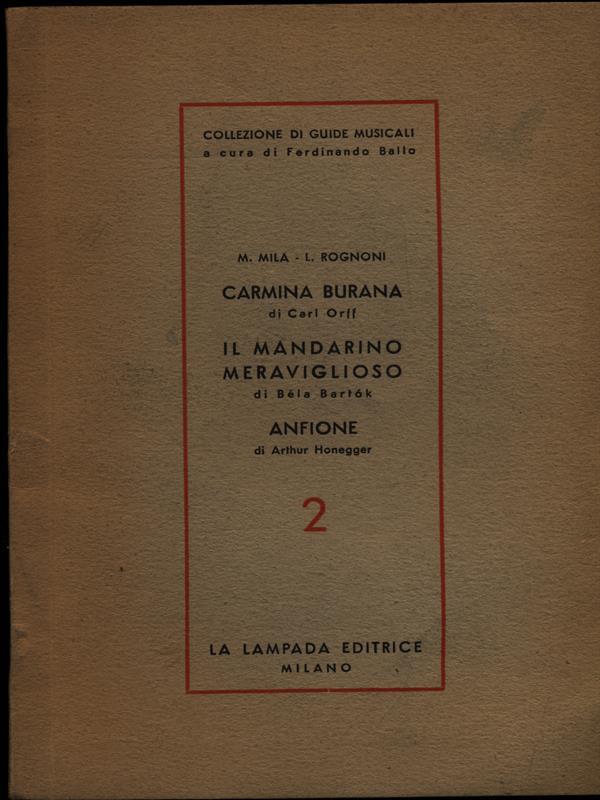 COLLEZIONE DI GUIDE MUSICALI
a cura di Ferdinando Ballo
M. MILA - L. ROGNONI
CARMINA BURANA
di Carl Orff
IL MANDARINO
MERAVIGLIOSO
di Béla Bartók
ANFIONE
di Arthur Honegger
2
LA LAMPADA EDITRICE
MILANO